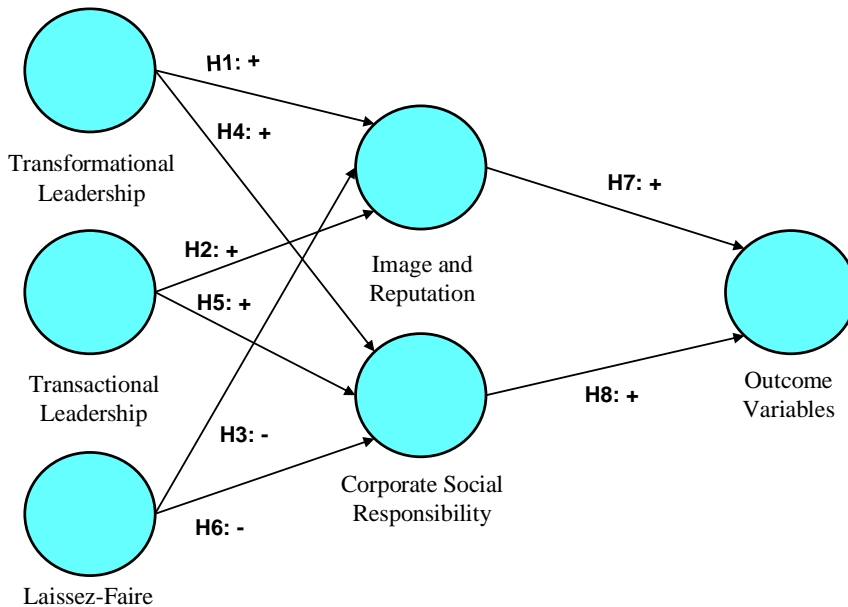 H1: +
H4: +
Transformational
Leadership
H7: +
H2: +
Image and
Reputation
H5: +
Transactional
Leadership
Outcome
Variables
H8: +
H3: -
Corporate Social
Responsibility
H6: -
Laissez-Faire